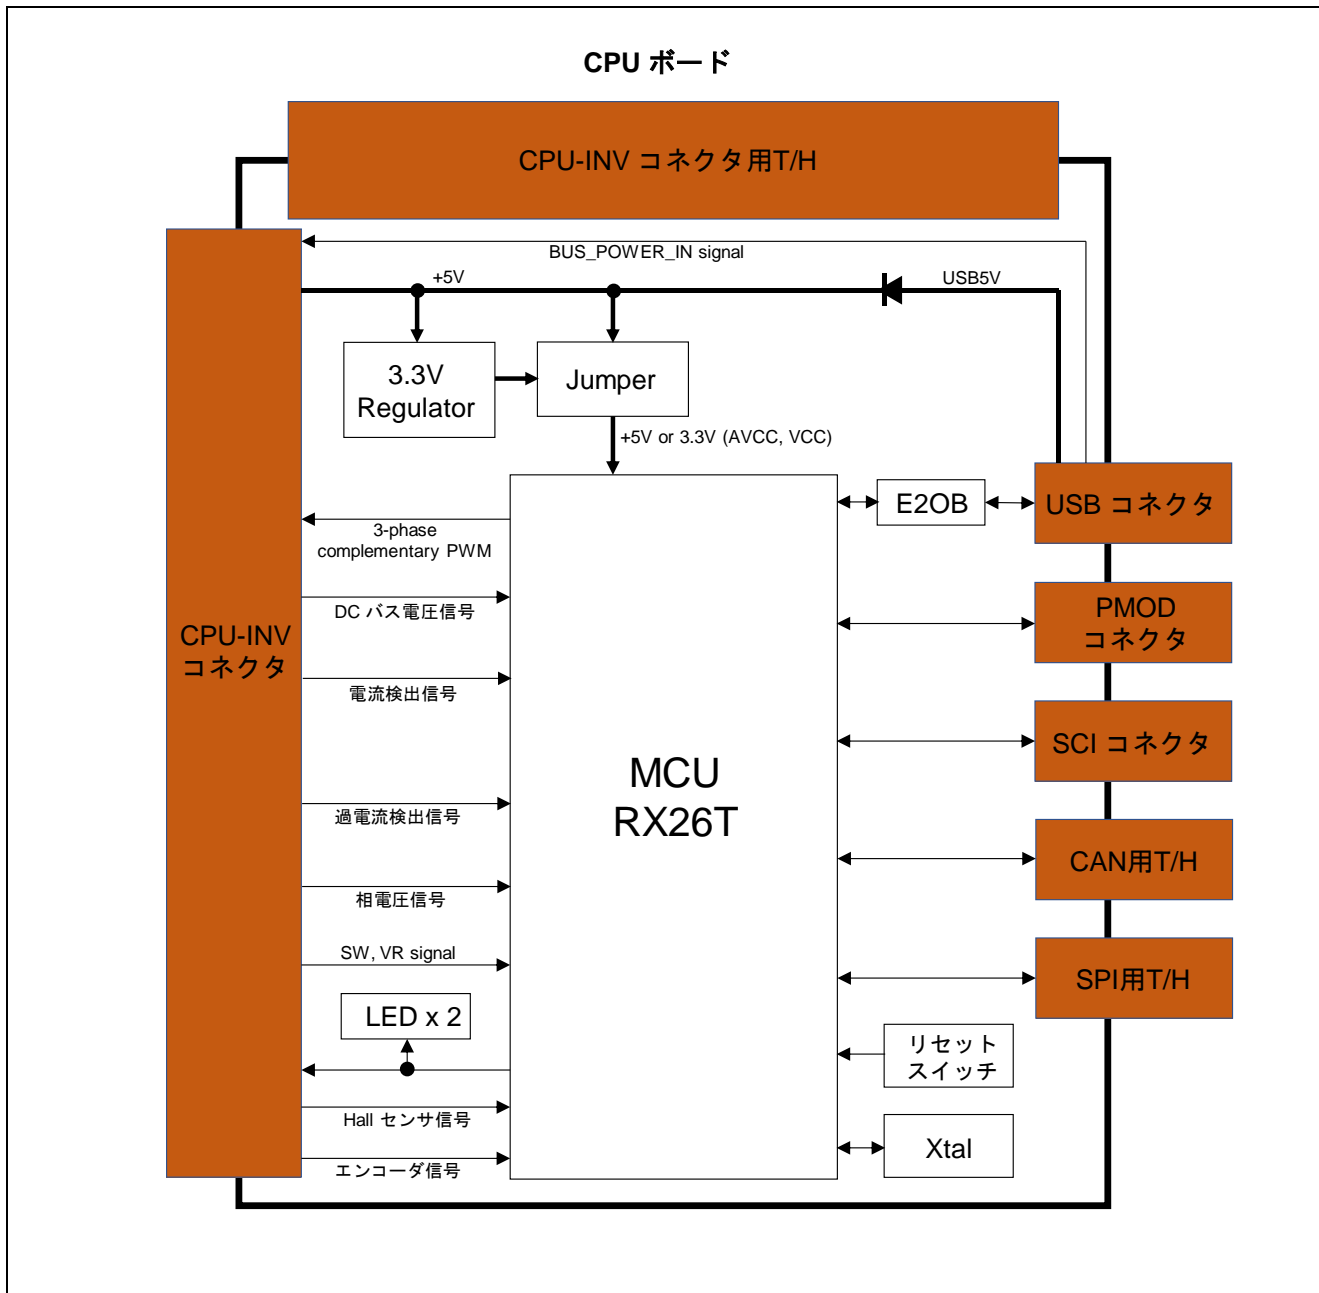 CPU ボード
CPU-INV コネクタ用T/H
BUS_POWER_IN signal
+5V
USB5V
3.3V
Regulator
Jumper
+5V or 3.3V (AVCC, VCC)
E2OB
USB コネクタ
3-phase
complementary PWM
DC バス電圧信号
PMOD
コネクタ
CPU-INV
コネクタ
電流検出信号
SCI コネクタ
MCU
RX26T
過電流検出信号
CAN用T/H
相電圧信号
SW, VR signal
SPI用T/H
LED x 2
リセット
スイッチ
Hall センサ信号
Xtal
エンコーダ信号